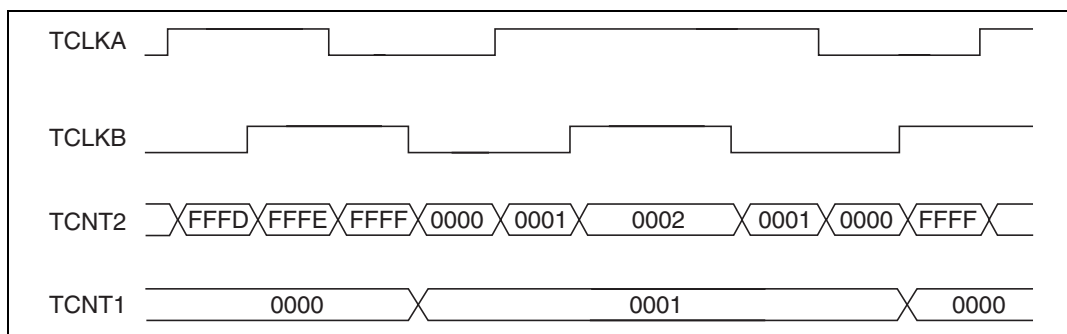 TCLKA
TCLKB
TCNT2 FFFD FFFE FFFF 0000 0001 0002 0001 0000 FFFF
TCNT1 0000 0001 0000